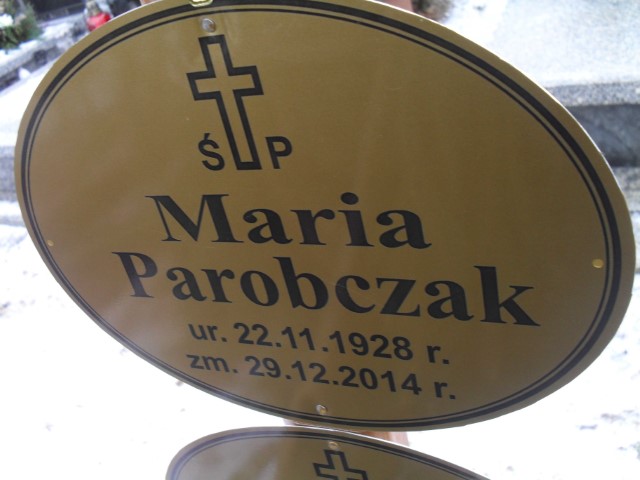 Ś P
Maria
Parobczak
ur. 22.11.1928 r.
zm. 29.12.2014 r.